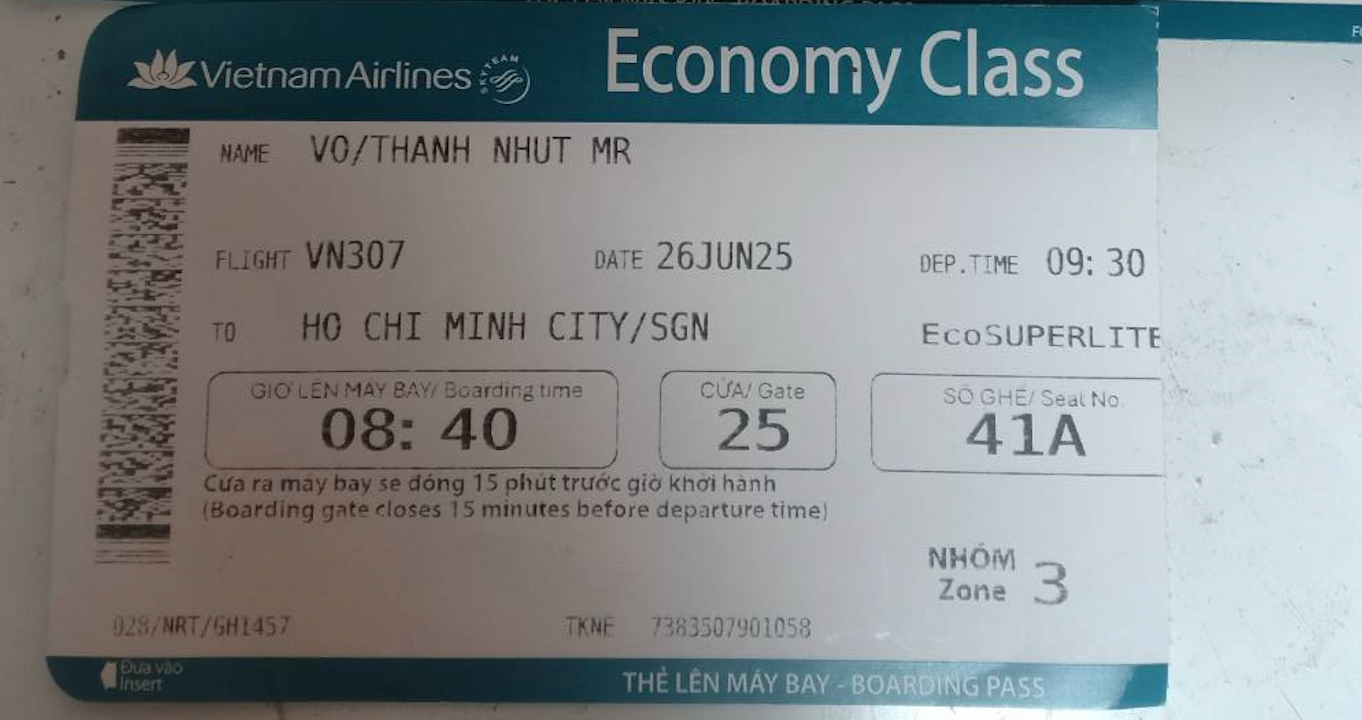 Vietnam Airlines SKYTEAM Economy Class
NAME VO/THANH NHUT MR
FLIGHT VN307 DATE 26JUN25 DEP.TIME 09:30
TO HO CHI MINH CITY/SGN EcoSUPERLITE
GIỜ LÊN MÁY BAY/ Boarding time CỬA/ Gate SỐ GHẾ/ Seat No.
08:40 25 41A
Cửa ra máy bay sẽ đóng 15 phút trước giờ khởi hành
(Boarding gate closes 15 minutes before departure time)
NHÓM
Zone 3
028/NRT/GH1457 TKNE 7383507901058
Đưa vào
Insert
THẺ LÊN MÁY BAY - BOARDING PASS